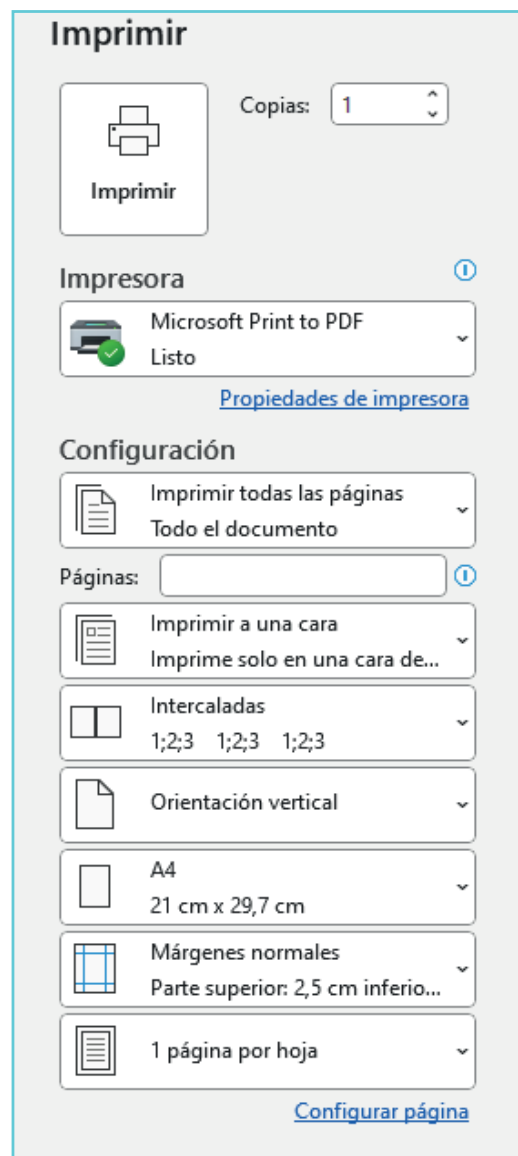 Imprimir
Copias: 1
Imprimir
Impresora
Microsoft Print to PDF
Listo
Propiedades de impresora
Configuración
Imprimir todas las páginas
Todo el documento
Páginas:
Imprimir a una cara
Imprime solo en una cara de...
Intercaladas
1;2;3 1;2;3 1;2;3
Orientación vertical
A4
21 cm x 29,7 cm
Márgenes normales
Parte superior: 2,5 cm inferio...
1 página por hoja
Configurar página